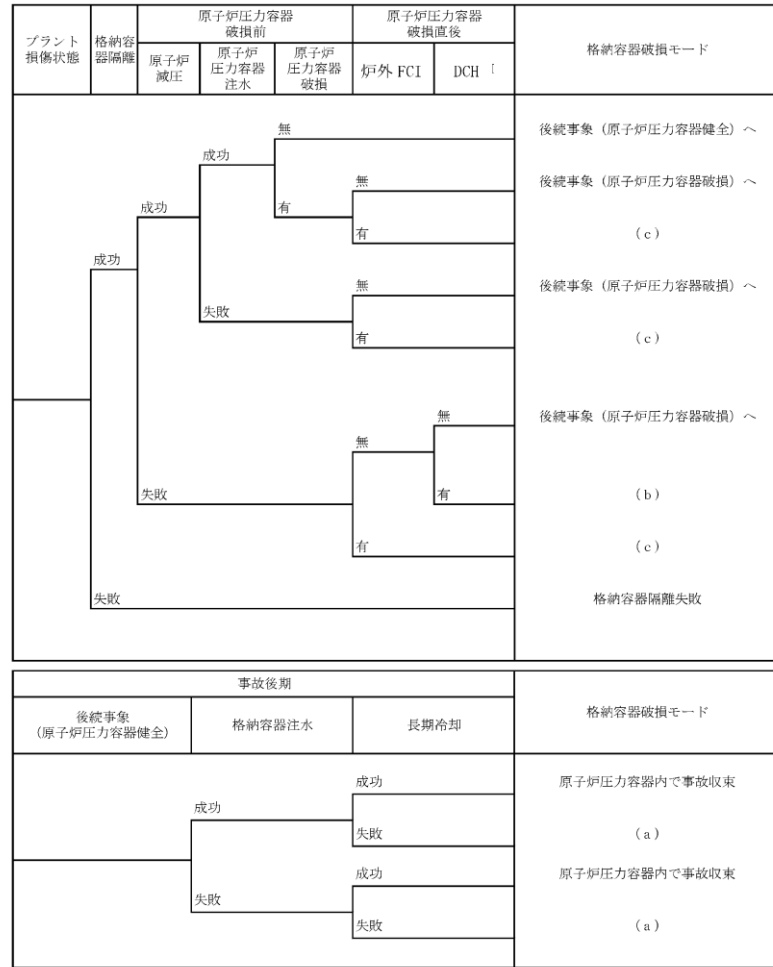 プラント
損傷状態
格納容
器隔離
原子炉圧力容器
破損前
原子炉圧力容器
破損直後
格納容器破損モード
原子炉
減圧
原子炉
圧力容器
注水
原子炉
圧力容器
破損
炉外 FCI
DCH
無
後続事象（原子炉圧力容器健全）へ
成功
無
後続事象（原子炉圧力容器破損）へ
成功
有
有
（c）
成功
無
後続事象（原子炉圧力容器破損）へ
失敗
有
（c）
無
後続事象（原子炉圧力容器破損）へ
無
失敗
有
（b）
有
（c）
失敗
格納容器隔離失敗
事故後期
格納容器破損モード
後続事象
(原子炉圧力容器健全)
格納容器注水
長期冷却
成功
原子炉圧力容器内で事故収束
成功
失敗
（a）
成功
原子炉圧力容器内で事故収束
失敗
失敗
（a）